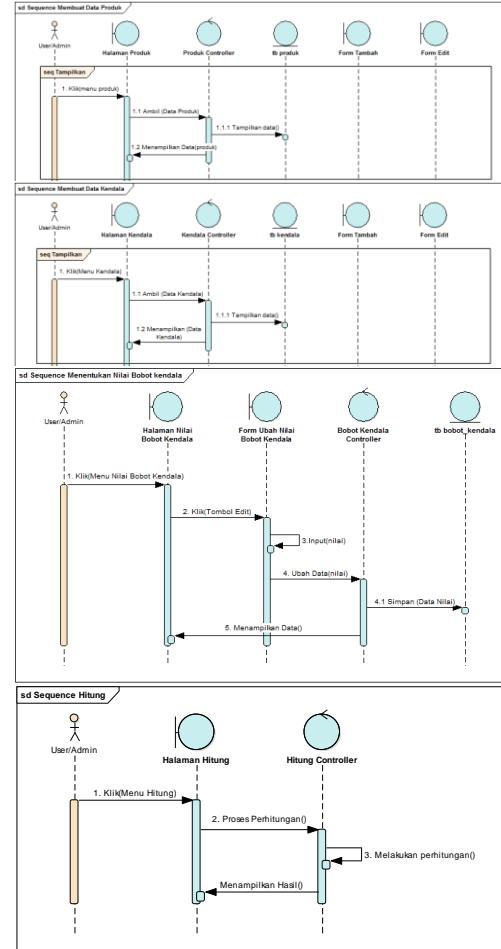 sd Sequence Membuat Data Produk
User/Admin
Halaman Produk
Produk Controller
tb produk
Form Tambah
Form Edit
seq Tampilkan
1. Klik(menu produk)
1.1 Ambil (Data Produk)
1.1.1 Tampilkan data()
1.2 Menampilkan Data(produk)
sd Sequence Membuat Data Kendala
User/Admin
Halaman Kendala
Kendala Controller
tb kendala
Form Tambah
Form Edit
seq Tampilkan
1. Klik(Menu Kendala)
1.1 Ambil (Data Kendala)
1.1.1 Tampilkan data()
1.2 Menampilkan (Data
Kendala)
sd Sequence Menentukan Nilai Bobot kendala
User/Admin
Halaman Nilai
Bobot Kendala
Form Ubah Nilai
Bobot Kendala
Bobot Kendala
Controller
tb bobot_kendala
1. Klik(Menu Nilai Bobot Kendala)
2. Klik(Tombol Edit)
3.Input(nilai)
4. Ubah Data(nilai)
4.1 Simpan (Data Nilai)
5. Menampilkan Data()
sd Sequence Hitung
User/Admin
Halaman Hitung
Hitung Controller
1. Klik(Menu Hitung)
2. Proses Perhitungan()
3. Melakukan perhitungan()
Menampilkan Hasil()